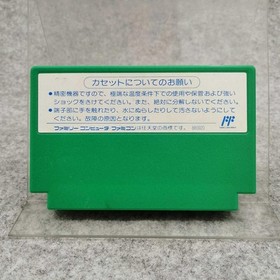 カセットについてのお願い
●精密機器ですので、極端な温度条件下での使用や保管および強い
ショックをさけてください。また、絶対に分解しないでください。
●端子部に手を触れたり、水にぬらしたりして汚さないようにして
ください。故障の原因となります。
ファミリーコンピュータ・ファミコンは任天堂の商標です。
FF